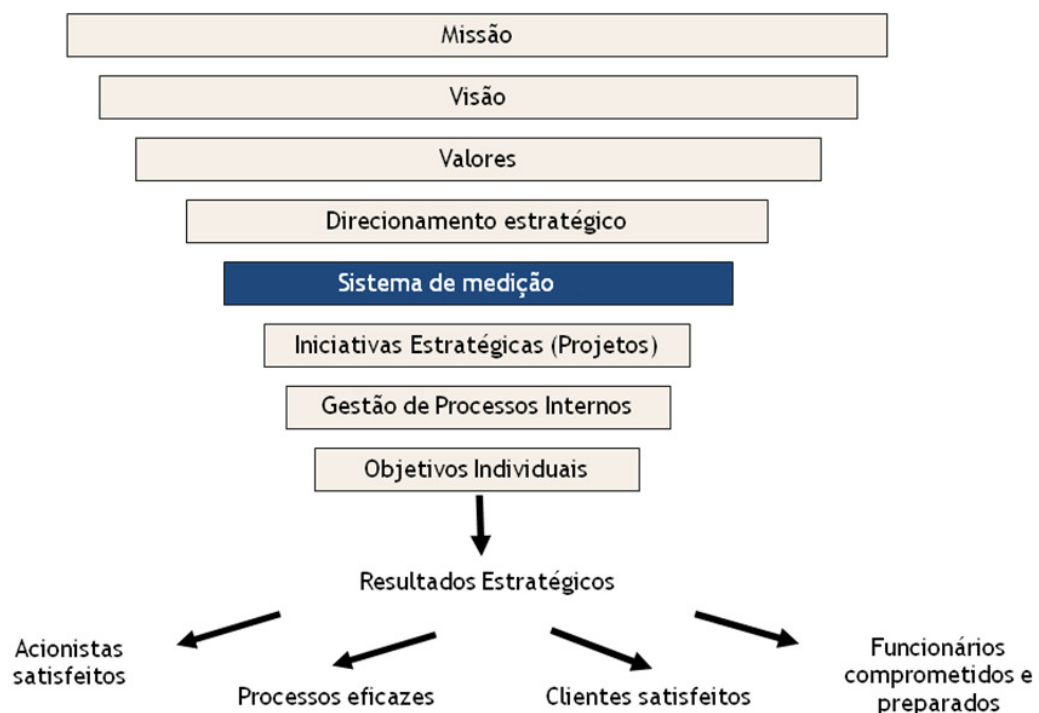 Missão
Visão
Valores
Direcionamento estratégico
Sistema de medição
Iniciativas Estratégicas (Projetos)
Gestão de Processos Internos
Objetivos Individuais
Resultados Estratégicos
Acionistas
satisfeitos
Processos eficazes
Clientes satisfeitos
Funcionários
comprometidos e
preparados